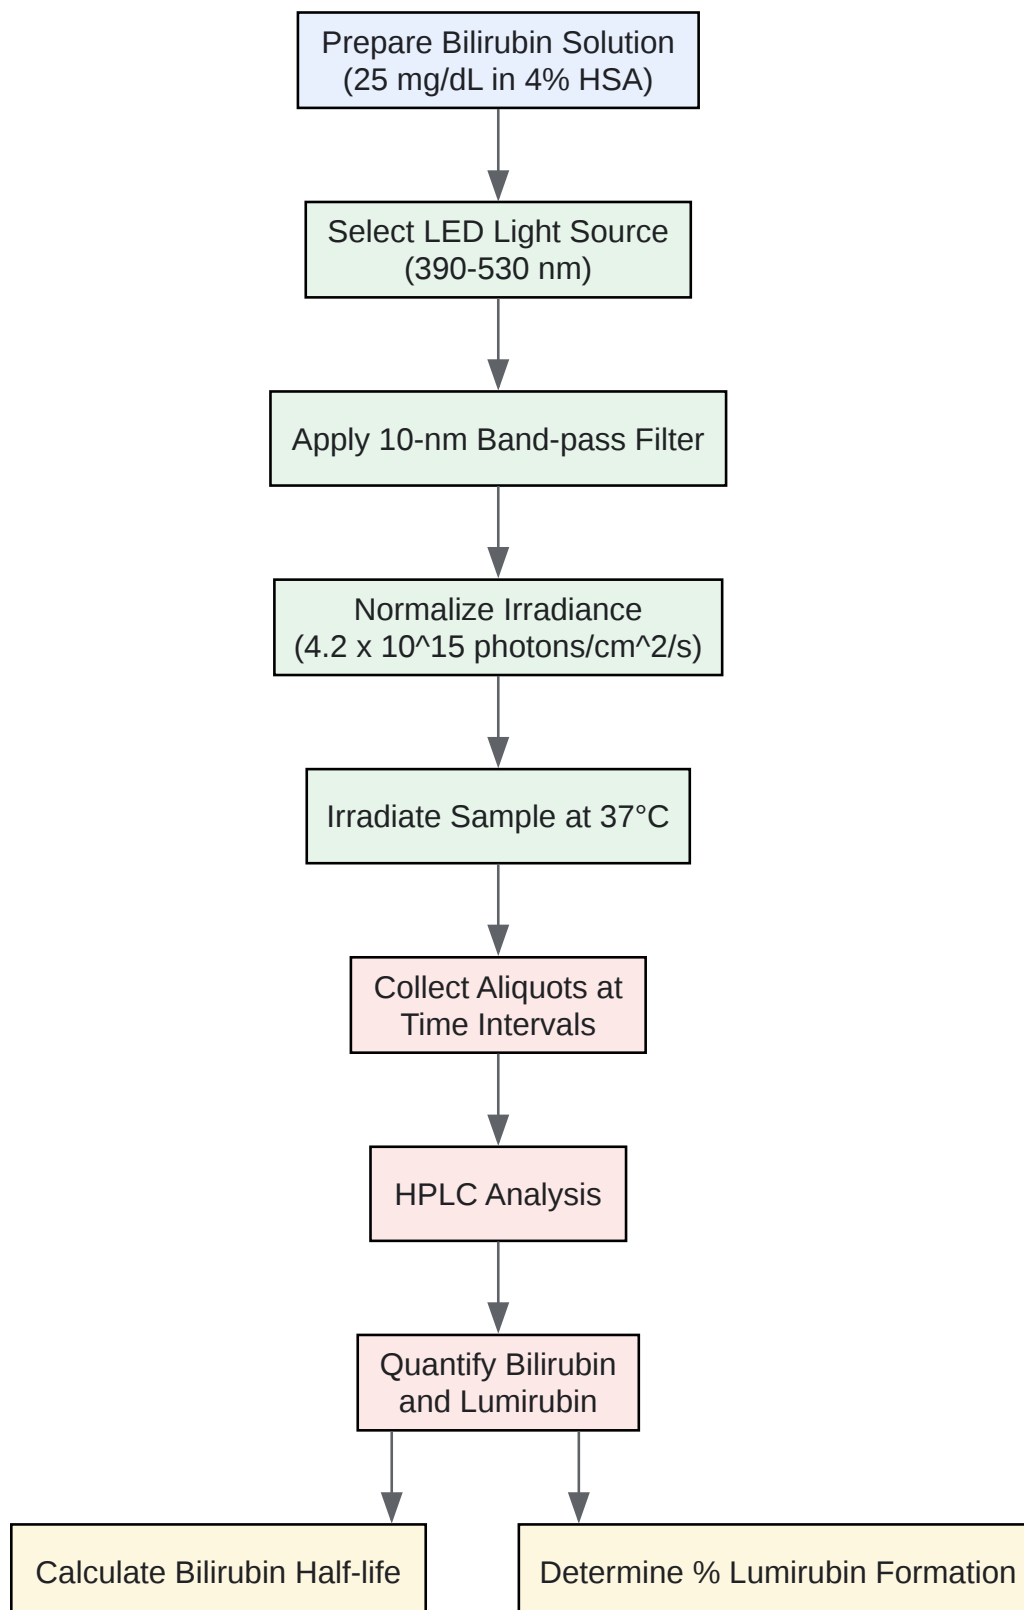 Prepare Bilirubin Solution
(25 mg/dL in 4% HSA)
Select LED Light Source
(390-530 nm)
Apply 10-nm Band-pass Filter
Normalize Irradiance
(4.2 x 10^15 photons/cm^2/s)
Irradiate Sample at 37°C
Collect Aliquots at
Time Intervals
HPLC Analysis
Quantify Bilirubin
and Lumirubin
Calculate Bilirubin Half-life
Determine % Lumirubin Formation